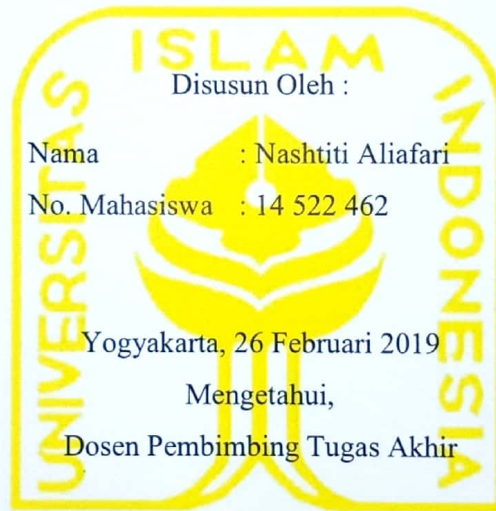 UNIVERSITAS ISLAM INDONESIA
Disusun Oleh :
Nama : Nashtiti Aliafari
No. Mahasiswa : 14 522 462
Yogyakarta, 26 Februari 2019
Mengetahui,
Dosen Pembimbing Tugas Akhir